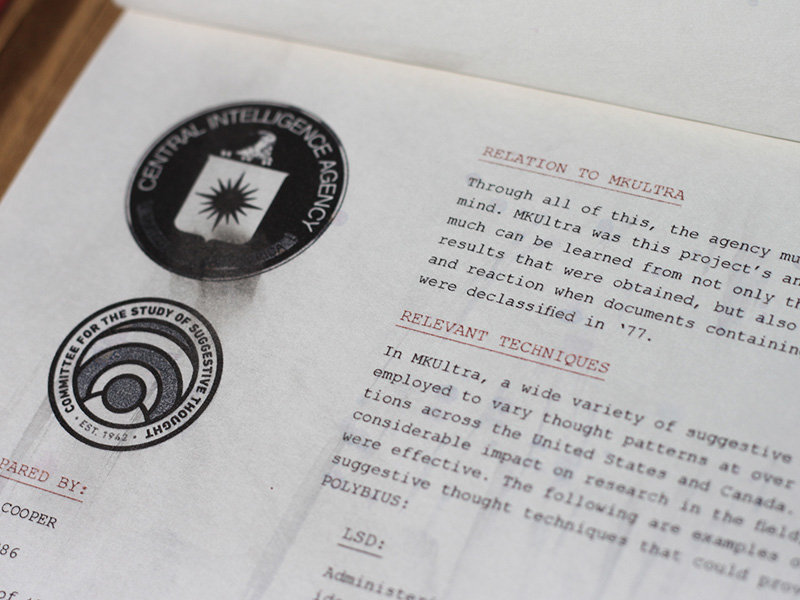 CENTRAL INTELLIGENCE AGENCY
COMMITTEE FOR THE STUDY OF SUGGESTIVE THOUGHT
• EST. 1942 •
PARED BY:
COOPER
86
of
RELATION TO MKULTRA
Through all of this, the agency mu
mind. MKUltra was this project's an
much can be learned from not only th
results that were obtained, but also
and reaction when documents containin
were declassified in '77.
RELEVANT TECHNIQUES
In MKUltra, a wide variety of suggestive
employed to vary thought patterns at over
tions across the United States and Canada.
considerable impact on research in the field
were effective. The following are examples o
suggestive thought techniques that could prov
POLYBIUS:
LSD:
Administeri